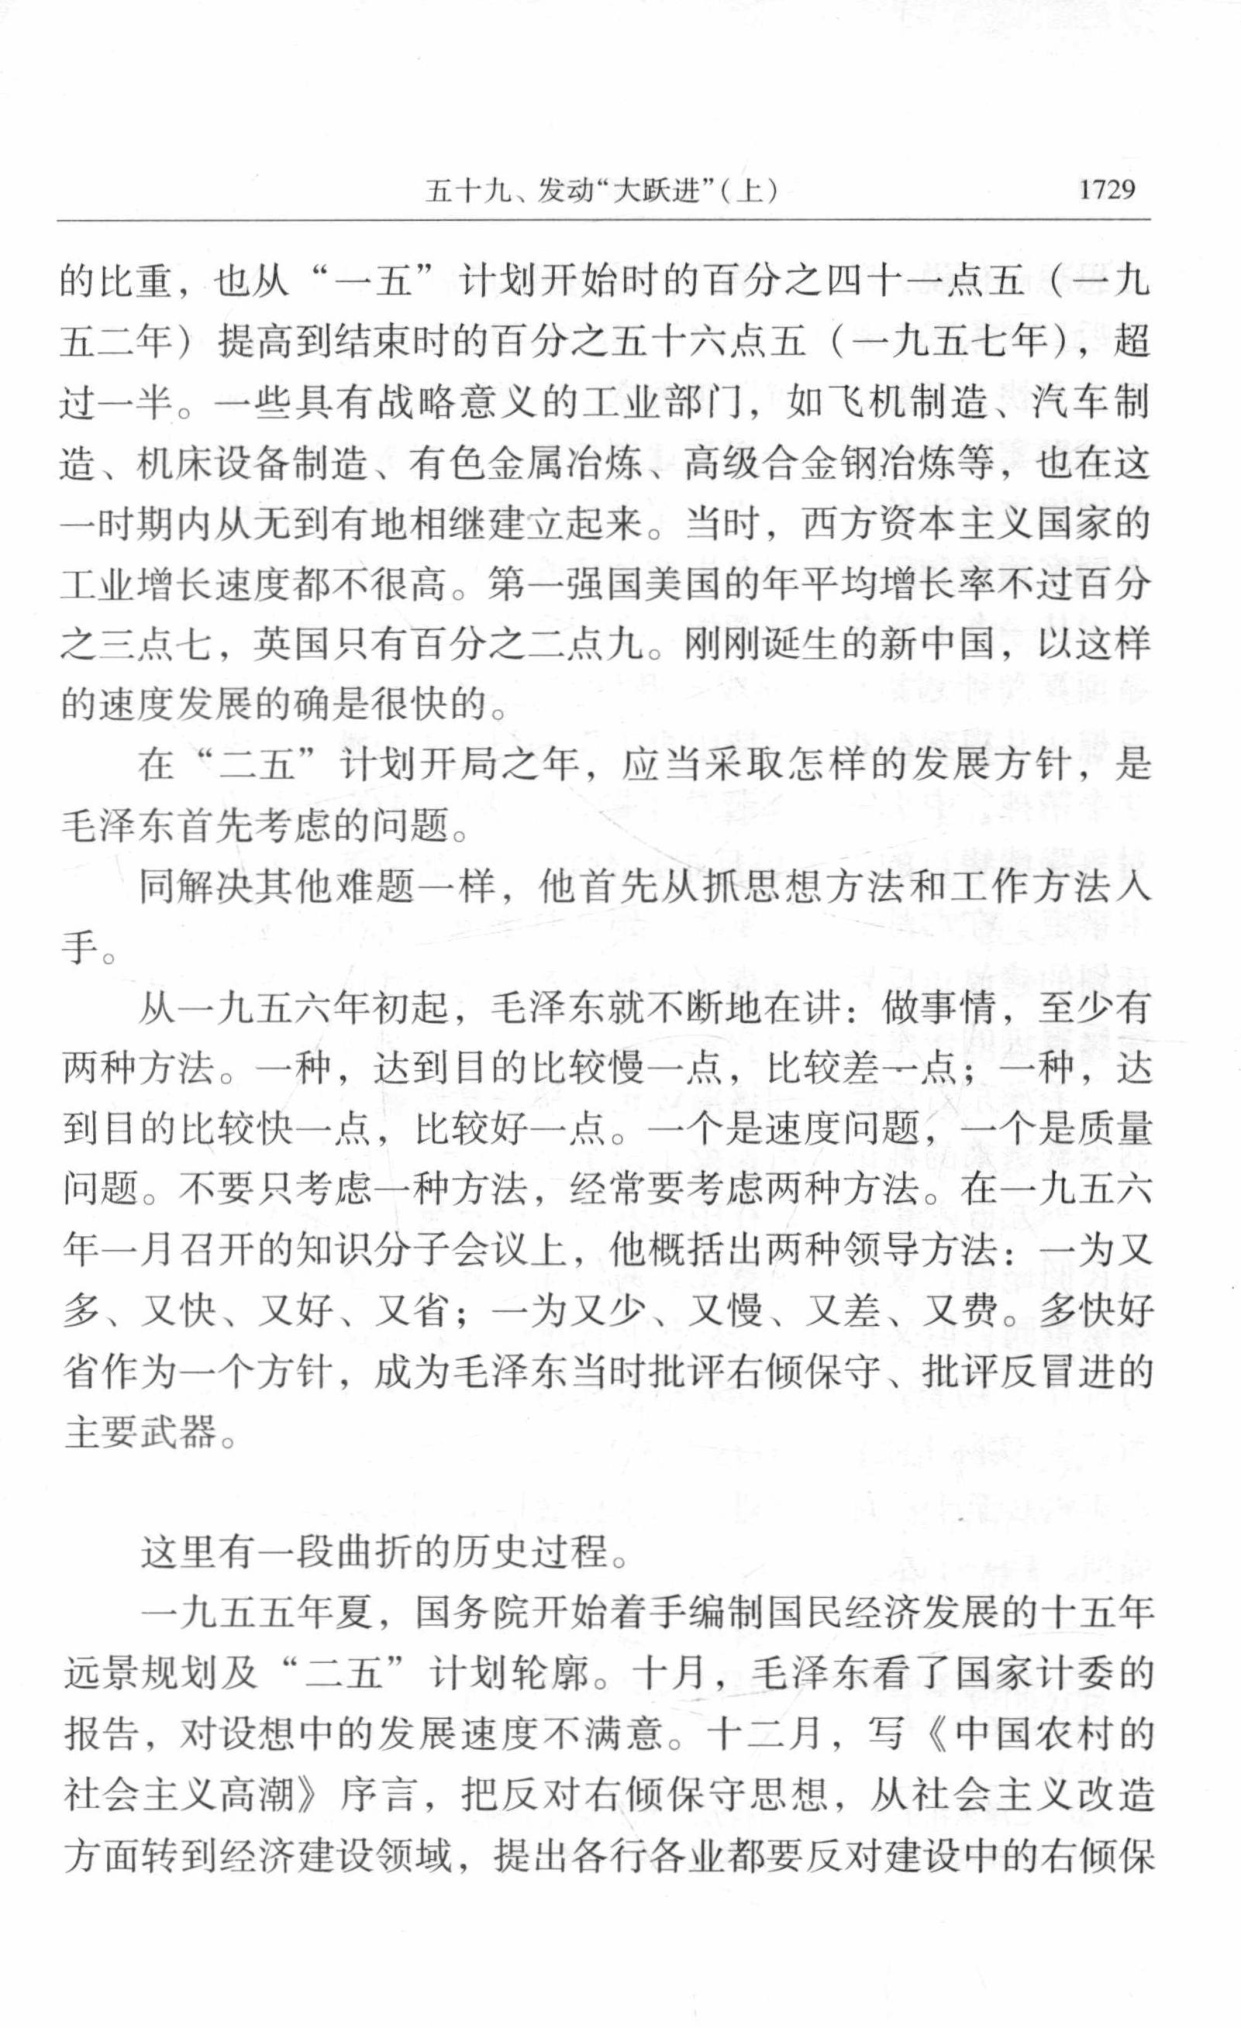 五十九、发动“大跃进”（上） 1729
的比重，也从“一五”计划开始时的百分之四十一点五（一九
五二年）提高到结束时的百分之五十六点五（一九五七年），超
过一半。一些具有战略意义的工业部门，如飞机制造、汽车制
造、机床设备制造、有色金属冶炼、高级合金钢冶炼等，也在这
一时期内从无到有地相继建立起来。当时，西方资本主义国家的
工业增长速度都不很高。第一强国美国的年平均增长率不过百分
之三点七，英国只有百分之二点九。刚刚诞生的新中国，以这样
的速度发展的确是很快的。
在“二五”计划开局之年，应当采取怎样的发展方针，是
毛泽东首先考虑的问题。
同解决其他难题一样，他首先从抓思想方法和工作方法入
手。
从一九五六年初起，毛泽东就不断地在讲：做事情，至少有
两种方法。一种，达到目的比较慢一点，比较差一点；一种，达
到目的比较快一点，比较好一点。一个是速度问题，一个是质量
问题。不要只考虑一种方法，经常要考虑两种方法。在一九五六
年一月召开的知识分子会议上，他概括出两种领导方法：一为又
多、又快、又好、又省；一为又少、又慢、又差、又费。多快好
省作为一个方针，成为毛泽东当时批评右倾保守、批评反冒进的
主要武器。
这里有一段曲折的历史过程。
一九五五年夏，国务院开始着手编制国民经济发展的十五年
远景规划及“二五”计划轮廓。十月，毛泽东看了国家计委的
报告，对设想中的发展速度不满意。十二月，写《中国农村的
社会主义高潮》序言，把反对右倾保守思想，从社会主义改造
方面转到经济建设领域，提出各行各业都要反对建设中的右倾保